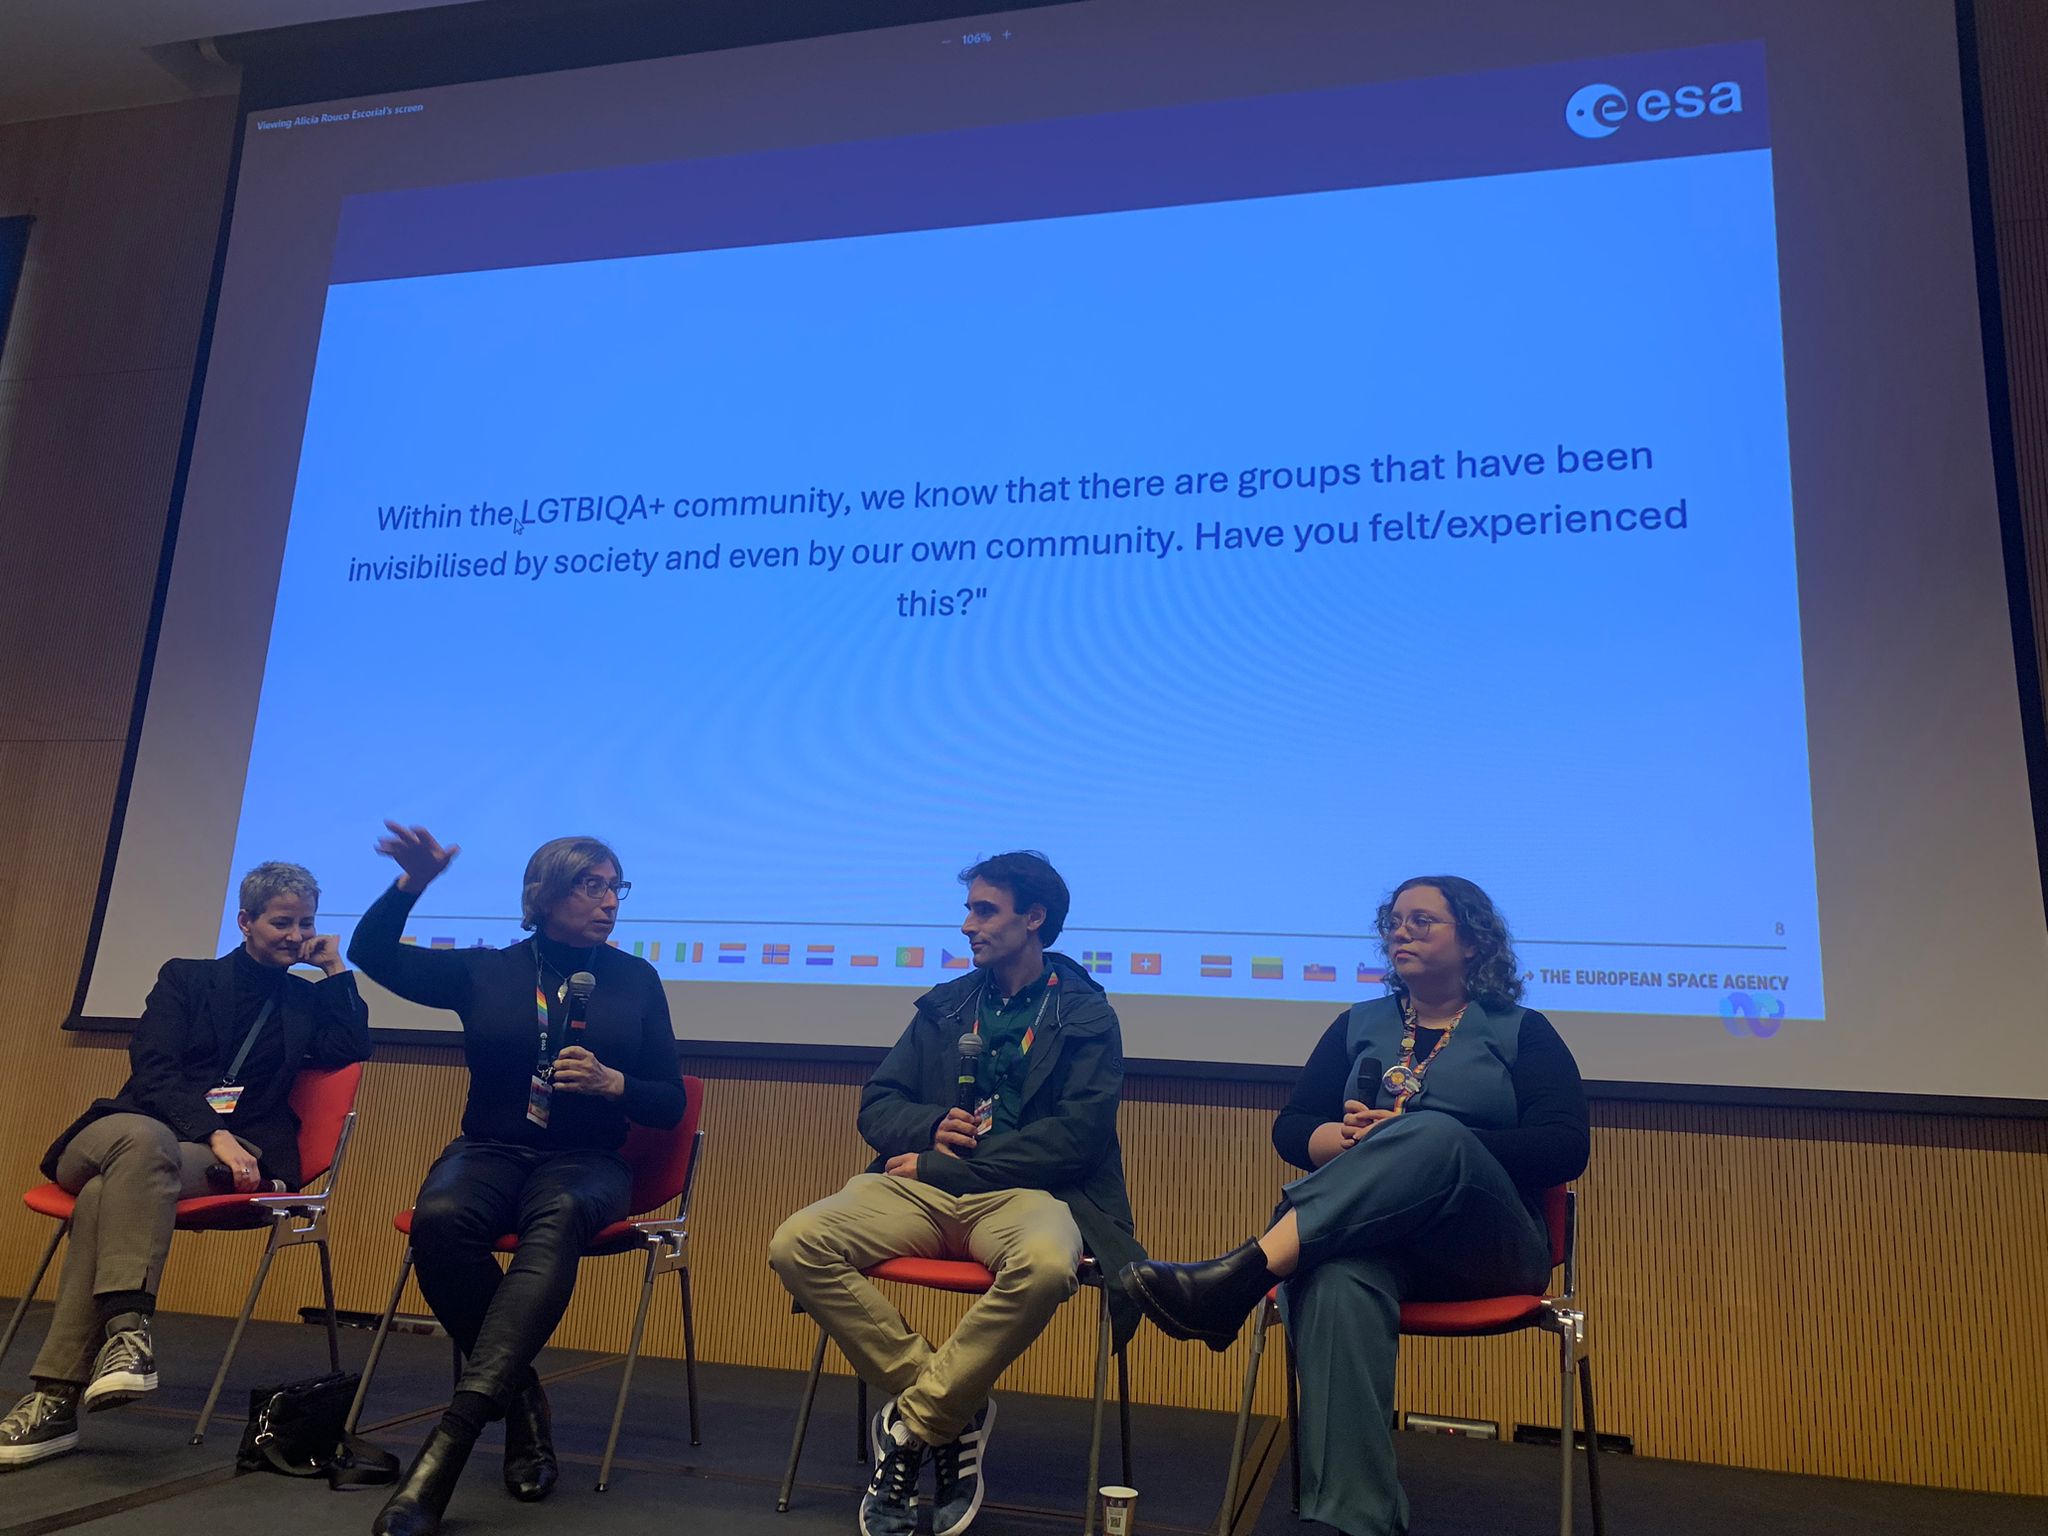 106%
Viewing Alicia Rouco Escorial's screen
esa
Within the LGTBIQA+ community, we know that there are groups that have been
invisibilised by society and even by our own community. Have you felt/experienced
this?"
8
THE EUROPEAN SPACE AGENCY
esa